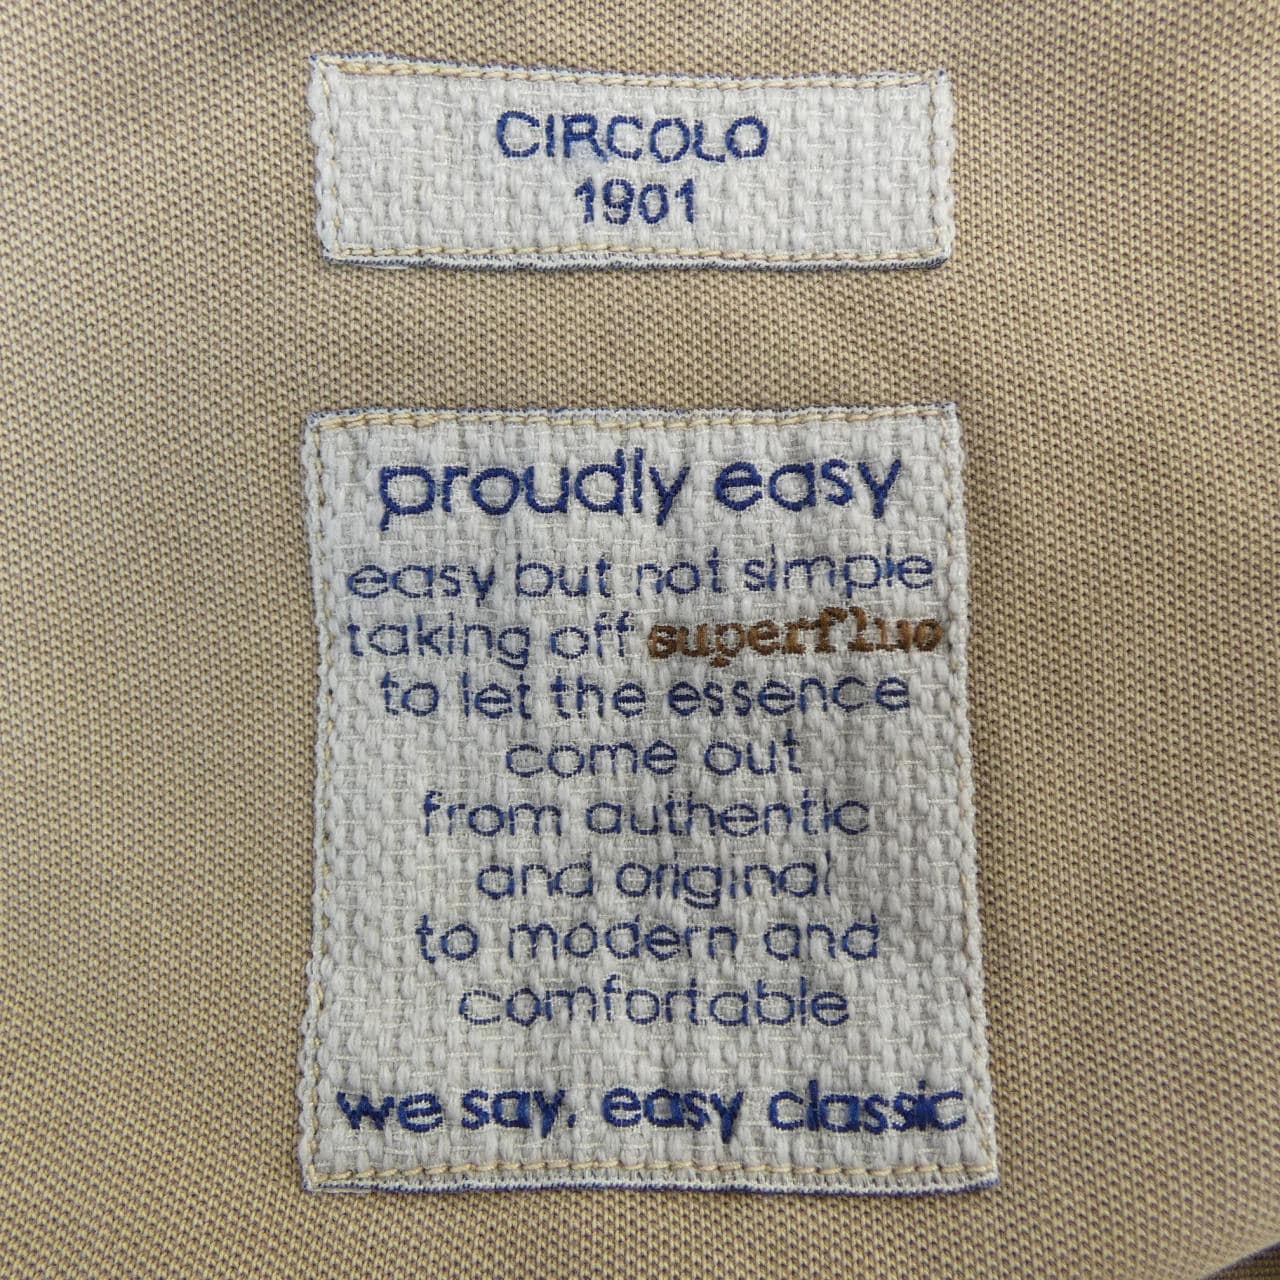 CIRCOLO
1901
proudly easy
easy but not simple
taking off superfluo
to let the essence
come out
from authentic
and original
to modern and
comfortable
we say, easy classic